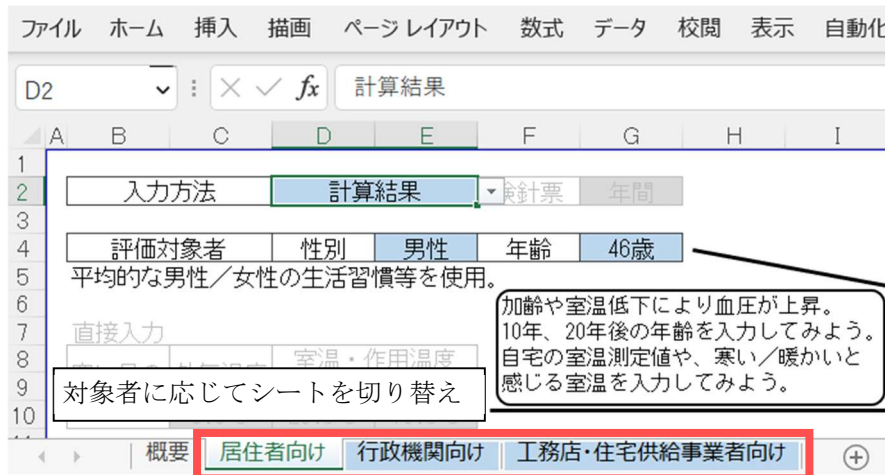 ファイル ホーム 挿入 描画 ページ レイアウト 数式 データ 校閲 表示 自動化
D2 fx 計算結果
A B C D E F G H I
1
2 入力方法 計算結果 検針票 年間
3
4 評価対象者 性別 男性 年齢 46歳
5 平均的な男性／女性の生活習慣等を使用。
6 加齢や室温低下により血圧が上昇。
7 直接入力 10年、20年後の年齢を入力してみよう。
8 室温・作用温度 自宅の室温測定値や、寒い／暖かいと
9 感じる室温を入力してみよう。
対象者に応じてシートを切り替え
10
概要 居住者向け 行政機関向け 工務店・住宅供給事業者向け